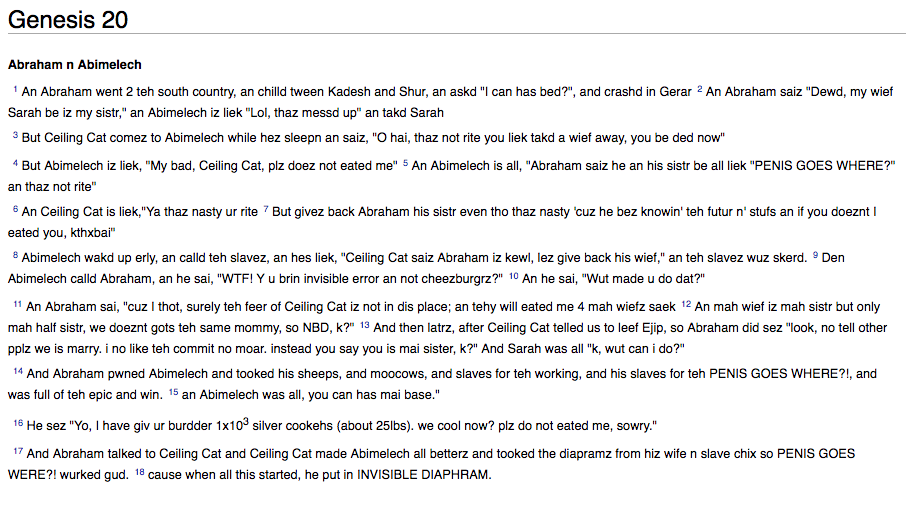 Genesis 20
Abraham n Abimelech
1 An Abraham went 2 teh south country, an chilld tween Kadesh and Shur, an askd "I can has bed?", and crashd in Gerar 2 An Abraham saiz "Dewd, my wief
Sarah be iz my sistr," an Abimelech iz liek "Lol, thaz messd up" an takd Sarah
3 But Ceiling Cat comez to Abimelech while hez sleepn an saiz, "O hai, thaz not rite you liek takd a wief away, you be ded now"
4 But Abimelech iz liek, "My bad, Ceiling Cat, plz doez not eated me" 5 An Abimelech is all, "Abraham saiz he an his sistr be all liek "PENIS GOES WHERE?"
an thaz not rite"
6 An Ceiling Cat is liek,"Ya thaz nasty ur rite 7 But givez back Abraham his sistr even tho thaz nasty 'cuz he bez knowin' teh futur n' stufs an if you doeznt I
eated you, kthxbai"
8 Abimelech wakd up erly, an calld teh slavez, an hes liek, "Ceiling Cat saiz Abraham iz kewl, lez give back his wief," an teh slavez wuz skerd. 9 Den
Abimelech calld Abraham, an he sai, "WTF! Y u brin invisible error an not cheezburgrz?" 10 An he sai, "Wut made u do dat?"
11 An Abraham sai, "cuz I thot, surely teh feer of Ceiling Cat iz not in dis place; an tehy will eated me 4 mah wiefz saek 12 An mah wief iz mah sistr but only
mah half sistr, we doeznt gots teh same mommy, so NBD, k?" 13 And then latrz, after Ceiling Cat telled us to leef Ejip, so Abraham did sez "look, no tell other
pplz we is marry. i no like teh commit no moar. instead you say you is mai sister, k?" And Sarah was all "k, wut can i do?"
14 And Abraham pwned Abimelech and tooked his sheeps, and moocows, and slaves for teh working, and his slaves for teh PENIS GOES WHERE?!, and
was full of teh epic and win. 15 an Abimelech was all, you can has mai base."
16 He sez "Yo, I have giv ur burdder 1x10³ silver cookehs (about 25lbs). we cool now? plz do not eated me, sowry."
17 And Abraham talked to Ceiling Cat and Ceiling Cat made Abimelech all betterz and tooked the diapramz from hiz wife n slave chix so PENIS GOES
WERE?! wurked gud. 18 cause when all this started, he put in INVISIBLE DIAPHRAM.